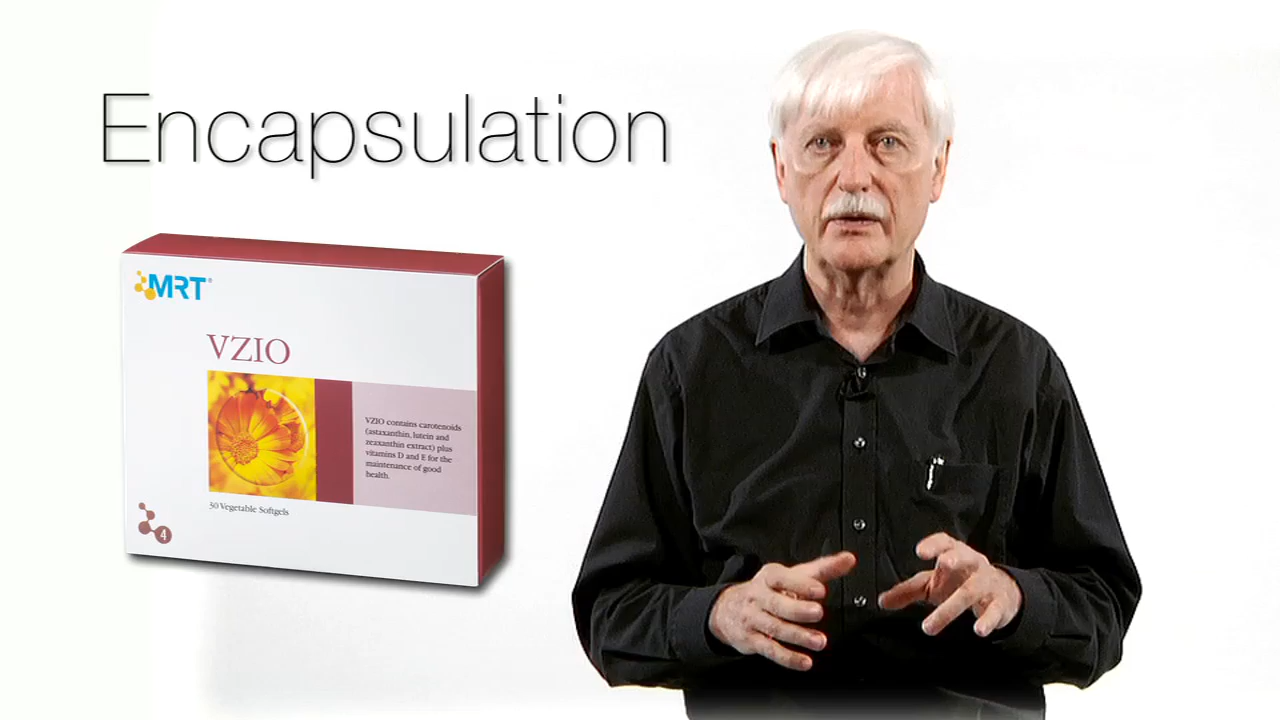 Encapsulation
MRT®
VZIO
VZIO contains carotenoids
(astaxanthin, lutein and
zeaxanthin extract) plus
vitamins D and E for the
maintenance of good
health.
30 Vegetable Softgels
4